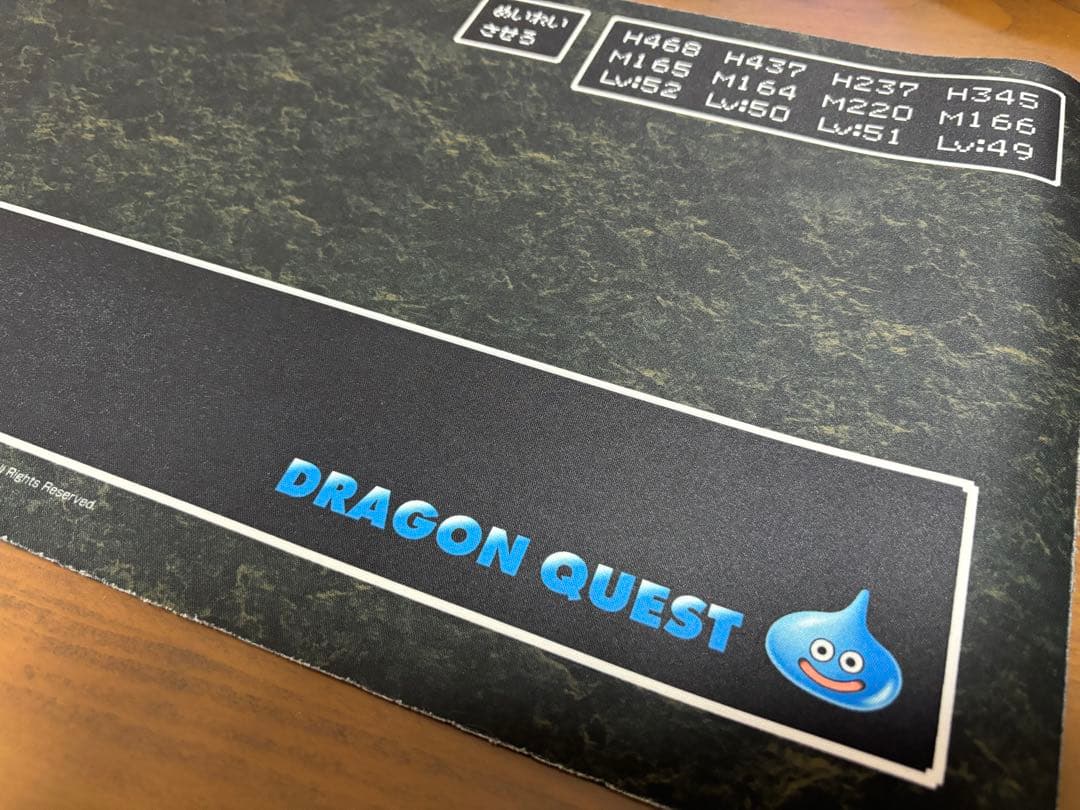 めいれい
させろ
H468 H437 H237 H345
M165 M164 M220 M166
Lv:52 Lv:50 Lv:51 Lv:49
Rights Reserved.
DRAGON QUEST